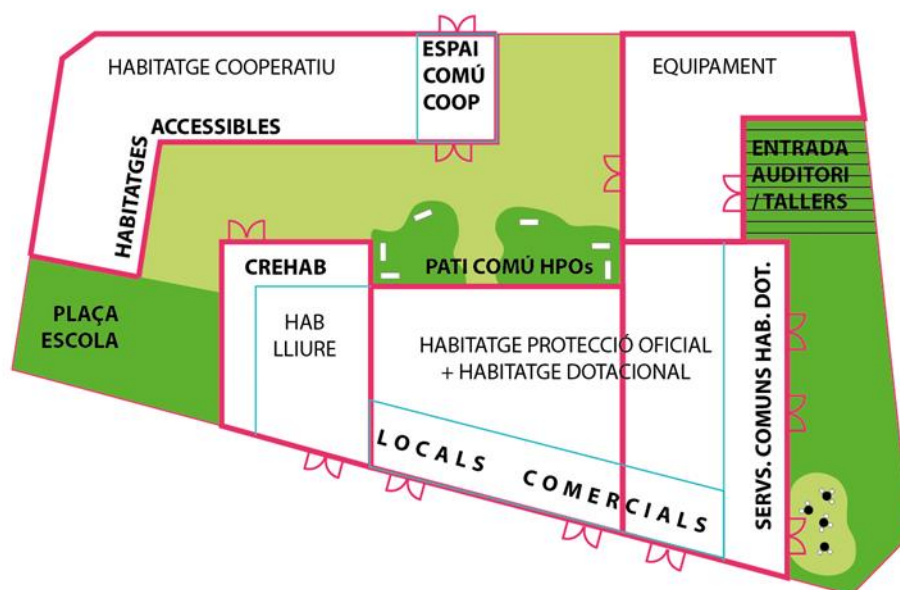 HABITATGE COOPERATIU
ESPAI
COMÚ
COOP
EQUIPAMENT
HABITATGES
ACCESSIBLES
ENTRADA
AUDITORI
/ TALLERS
CREHAB
PATI COMÚ HPOs
PLAÇA
ESCOLA
HAB
LLIURE
HABITATGE PROTECCIÓ OFICIAL
+ HABITATGE DOTACIONAL
SERVS. COMUNS HAB. DOT.
LOCALS COMERCIALS